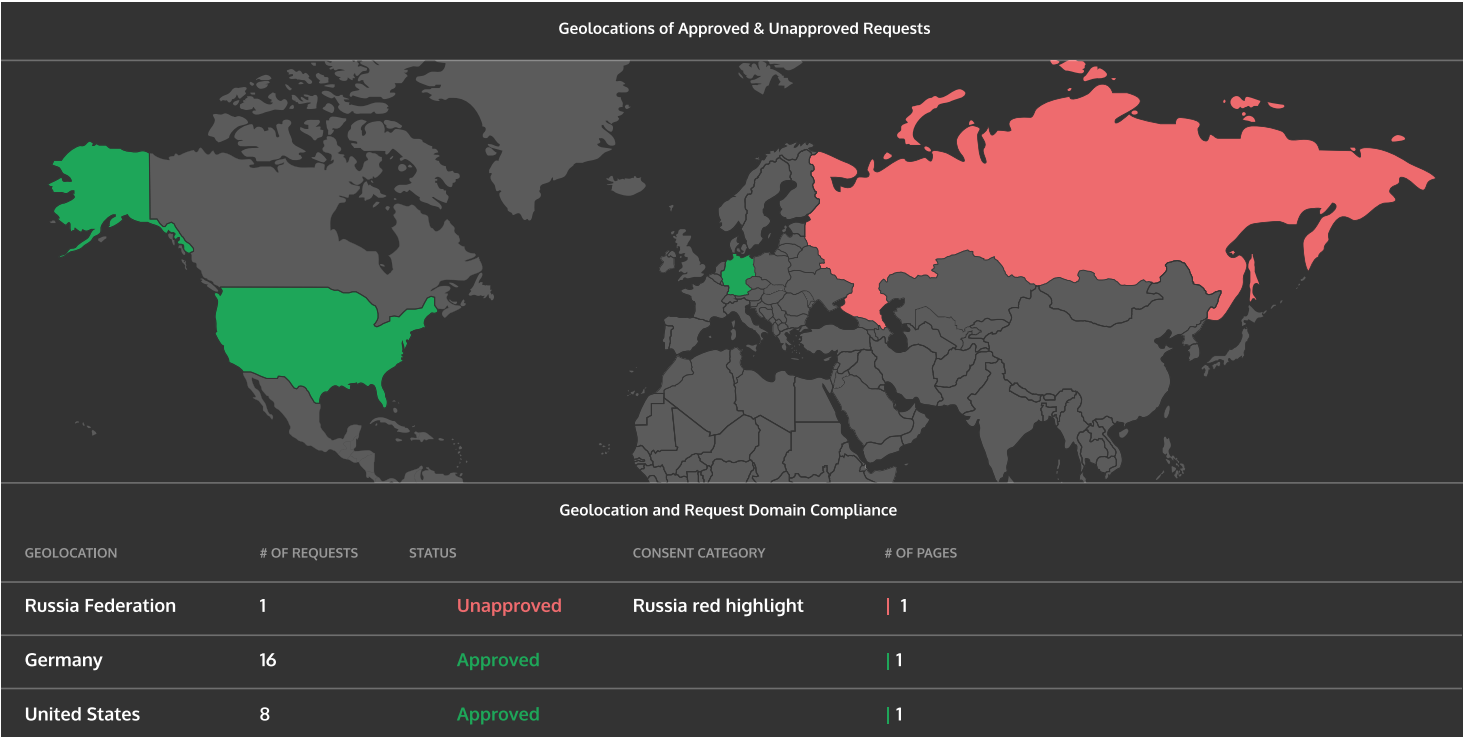 Geolocations of Approved & Unapproved Requests
Geolocation and Request Domain Compliance
GEOLOCATION # OF REQUESTS STATUS CONSENT CATEGORY # OF PAGES
Russia Federation 1 Unapproved Russia red highlight 1
Germany 16 Approved 1
United States 8 Approved 1